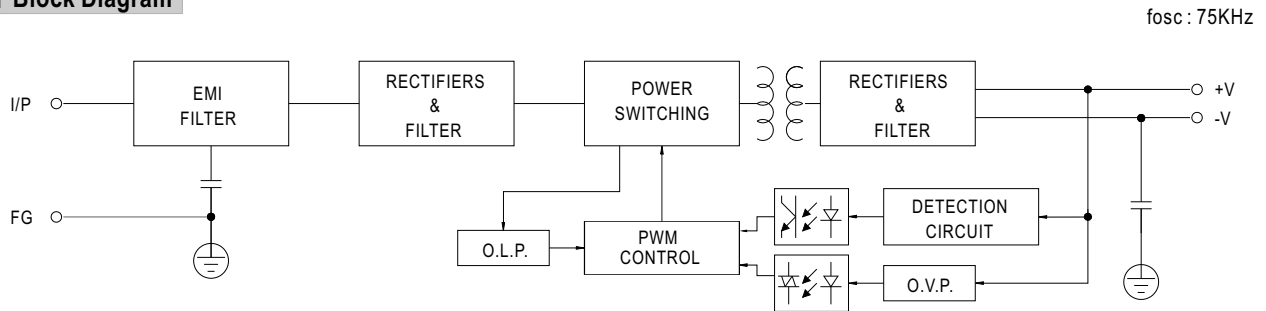 Block Diagram
fosc : 75KHz
I/P
EMI
FILTER
RECTIFIERS
&
FILTER
POWER
SWITCHING
RECTIFIERS
&
FILTER
+V
-V
FG
O.L.P.
PWM
CONTROL
DETECTION
CIRCUIT
O.V.P.